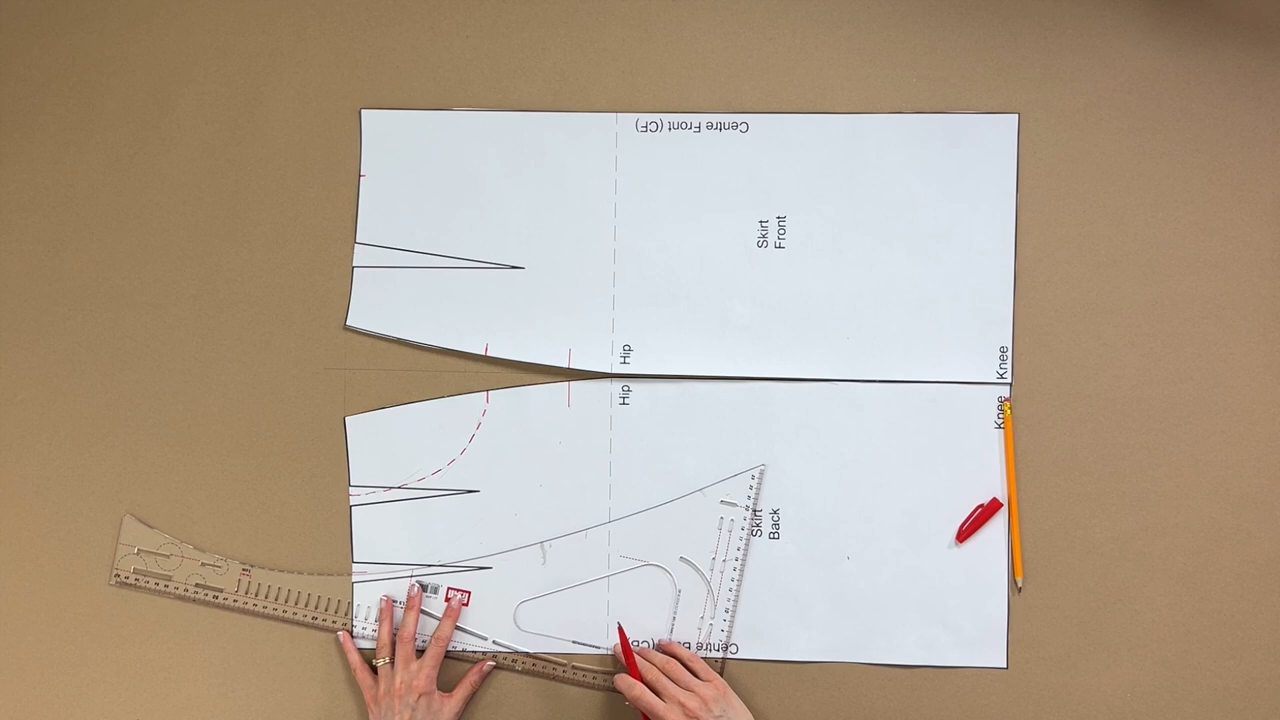 Centre Front (CF)
Skirt
Front
Hip
Knee
Hip
Knee
Skirt
Back